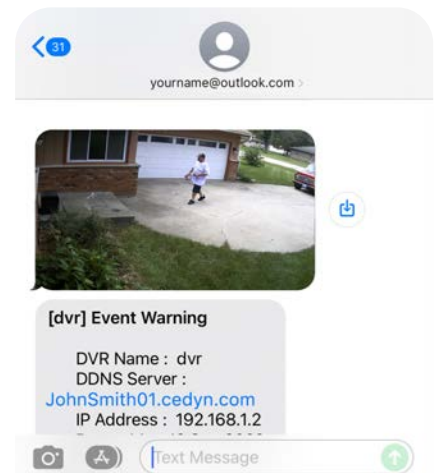 31
yourname@outlook.com
[dvr] Event Warning
DVR Name : dvr
DDNS Server :
JohnSmith01.cedyn.com
IP Address : 192.168.1.2
Text Message